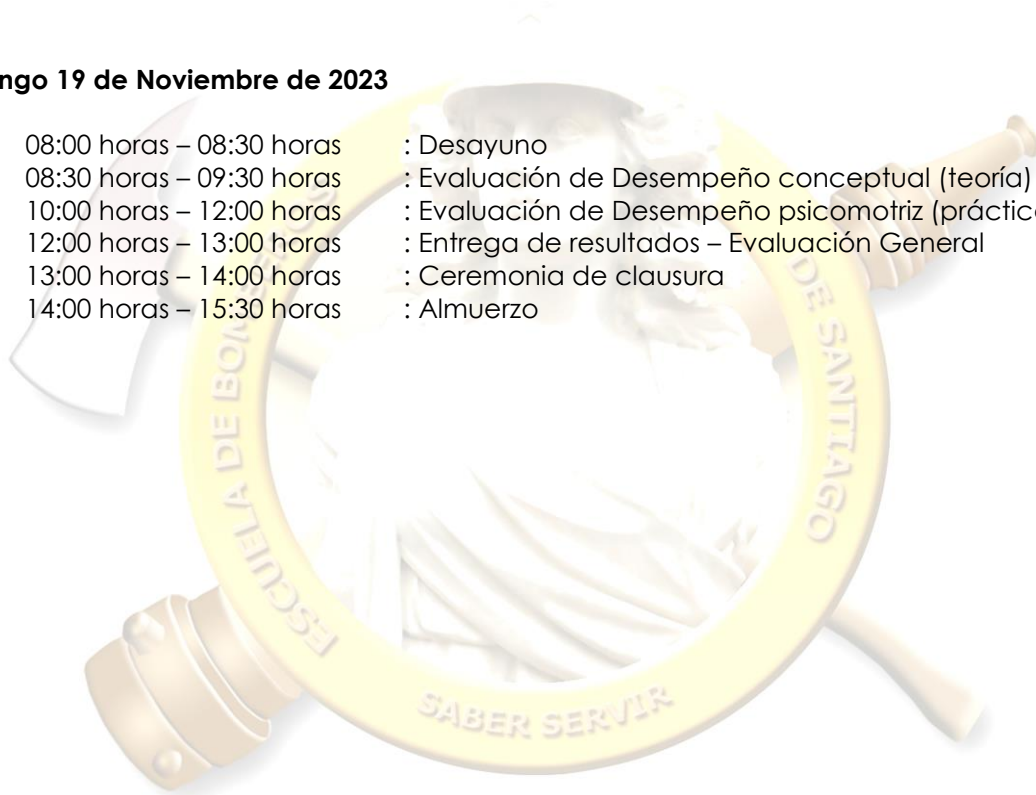 ngo 19 de Noviembre de 2023
08:00 horas – 08:30 horas : Desayuno
08:30 horas – 09:30 horas : Evaluación de Desempeño conceptual (teoría)
10:00 horas – 12:00 horas : Evaluación de Desempeño psicomotriz (práctic
12:00 horas – 13:00 horas : Entrega de resultados – Evaluación General
13:00 horas – 14:00 horas : Ceremonia de clausura
14:00 horas – 15:30 horas : Almuerzo
ESCUELA DE BOMBEROS DE SANTIAGO
SABER SERVIR